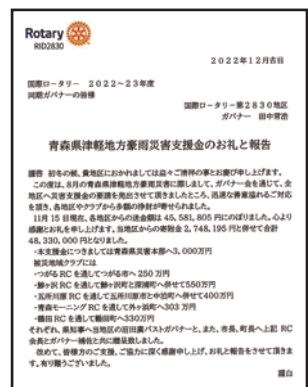 Rotary
RID2830
2022年12月吉日
国際ロータリー 2022～23年度
同期ガバナーの皆様
国際ロータリー第2830地区
ガバナー 田中常浩
青森県津軽地方豪雨災害支援金のお礼と報告
謹啓 初冬の候、貴地区におかれましては益々ご清祥の事とお慶び申し上げます。
この度は、8月の青森県津軽地方豪雨災害に際しまして、ガバナー会を通じて、全
地区へ災害支援金の要請を発出させて頂きましたところ、迅速な善意溢れるご対応
を頂き、各地区やクラブから多額の浄財が寄せられました。
11月15日現在、各地区からの送金額は45,581,805円にのぼりました。心より
感謝とお礼を申し上げます。当地区からの寄附金2,748,195円と併せて合計
48,330,000円となりました。
・本支援金につきましては青森県災害本部へ3,000万円
被災地域クラブには
・つがるRCを通してつがる市へ250万円
・鰺ヶ沢RCを通して鰺ヶ沢町と深浦町へ併せて550万円
・五所川原RCを通して五所川原市と中泊町へ併せて400万円
・青森モーニングRCを通して外ヶ浜町へ303万円
・鶴田RCを通して鶴田町へ330万円
それぞれ、県知事へ当地区の沼田廣パストガバナーと、また、市長、町長へ上記RC
会長とガバナー補佐と共に贈呈致しました。
改めて、皆様方のご支援、ご協力に深く感謝申し上げ、お礼と報告をさせて頂きま
す。有り難うございました。
謹白